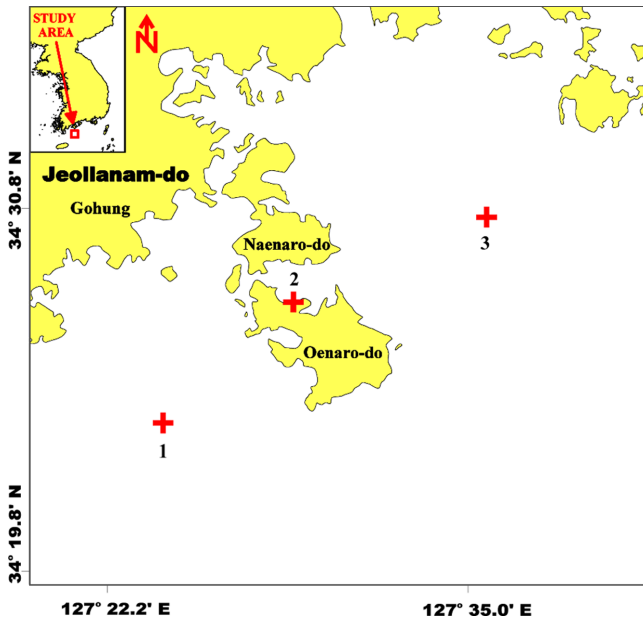 STUDY
AREA
N
Jeollanam-do
Gohung
Naenaro-do
Oenaro-do
1
2
3
34° 30.8' N
34° 19.8' N
127° 22.2' E
127° 35.0' E